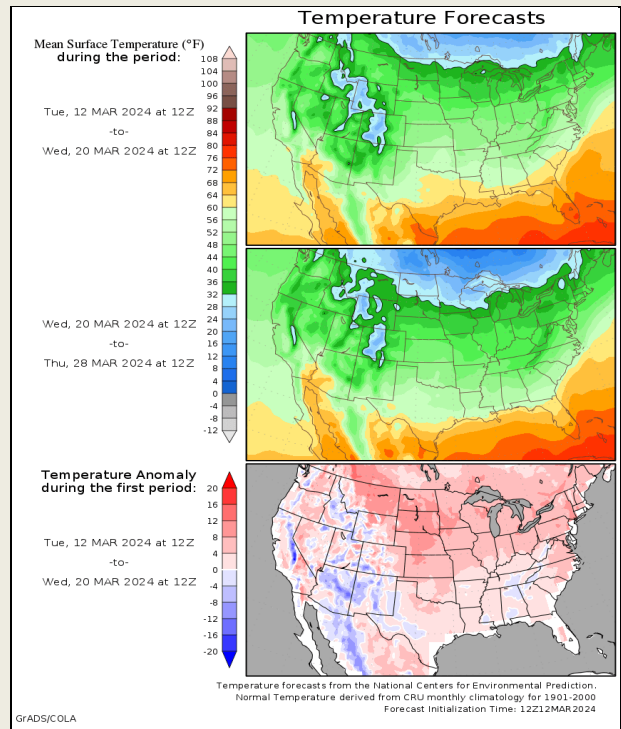 Temperature Forecasts
Mean Surface Temperature (°F)
during the period:
Tue, 12 MAR 2024 at 12Z
-to-
Wed, 20 MAR 2024 at 12Z
108
104
100
96
92
88
84
80
76
72
68
64
60
56
52
48
44
40
36
32
28
24
20
16
12
8
4
0
-4
-8
-12
Wed, 20 MAR 2024 at 12Z
-to-
Thu, 28 MAR 2024 at 12Z
Temperature Anomaly
during the first period:
Tue, 12 MAR 2024 at 12Z
-to-
Wed, 20 MAR 2024 at 12Z
20
16
12
8
4
0
-4
-8
-12
-16
-20
Temperature forecasts from the National Centers for Environmental Prediction.
Normal Temperature derived from CRU monthly climatology for 1901-2000
Forecast Initialization Time: 12Z12MAR2024
GrADS/COLA